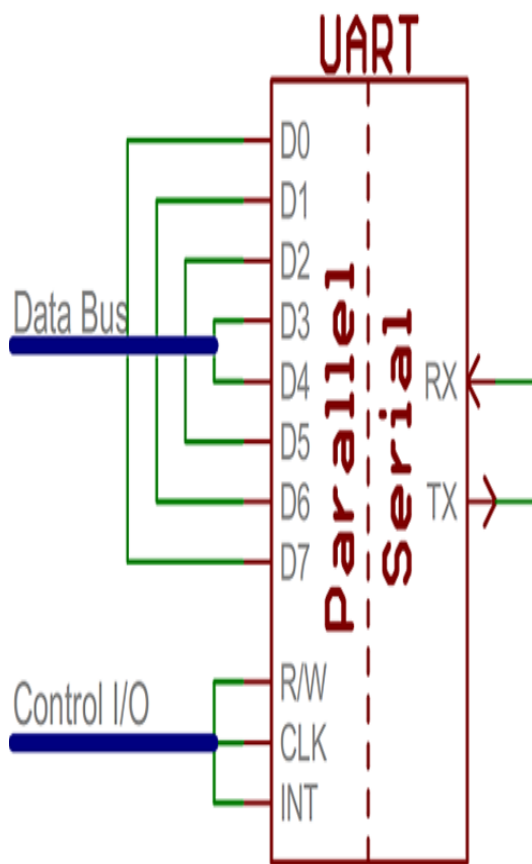 UART
D0
D1
D2
Data Bus
D3
D4
RX
D5
D6
TX
D7
Parallel
Serial
R/W
Control I/O
CLK
INT